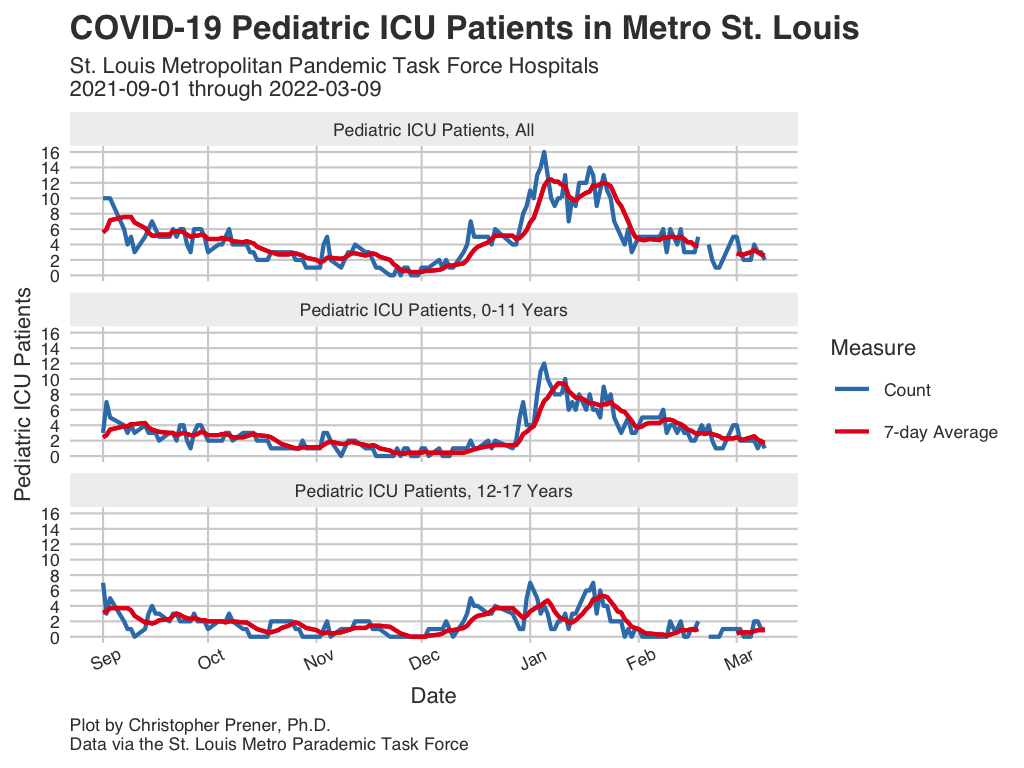 COVID-19 Pediatric ICU Patients in Metro St. Louis
St. Louis Metropolitan Pandemic Task Force Hospitals
2021-09-01 through 2022-03-09
Pediatric ICU Patients, All
16
14
12
10
8
6
4
2
0
Pediatric ICU Patients, 0-11 Years
16
14
12
10
8
6
4
2
0
Pediatric ICU Patients, 12-17 Years
16
14
12
10
8
6
4
2
0
Pediatric ICU Patients
Sep Oct Nov Dec Jan Feb Mar
Date
Measure
Count
7-day Average
Plot by Christopher Prener, Ph.D.
Data via the St. Louis Metro Parademic Task Force